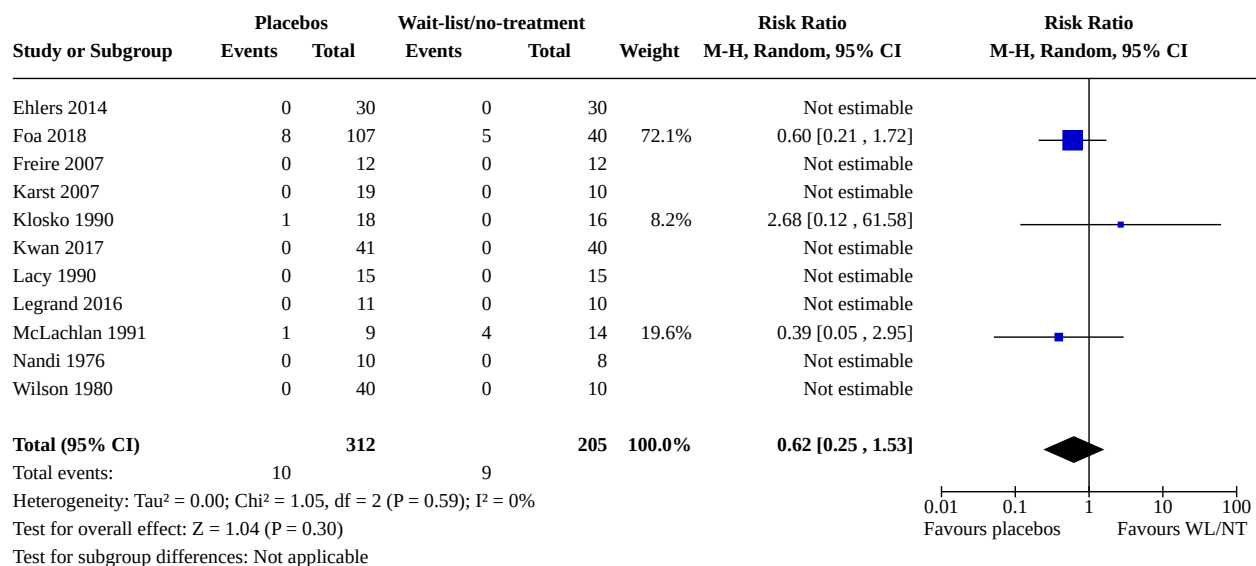 Placebos Wait-list/no-treatment Risk Ratio Risk Ratio
Study or Subgroup Events Total Events Total Weight M-H, Random, 95% CI M-H, Random, 95% CI
Ehlers 2014 0 30 0 30 Not estimable
Foa 2018 8 107 5 40 72.1% 0.60 [0.21 , 1.72]
Freire 2007 0 12 0 12 Not estimable
Karst 2007 0 19 0 10 Not estimable
Klosko 1990 1 18 0 16 8.2% 2.68 [0.12 , 61.58]
Kwan 2017 0 41 0 40 Not estimable
Lacy 1990 0 15 0 15 Not estimable
Legrand 2016 0 11 0 10 Not estimable
McLachlan 1991 1 9 4 14 19.6% 0.39 [0.05 , 2.95]
Nandi 1976 0 10 0 8 Not estimable
Wilson 1980 0 40 0 10 Not estimable
Total (95% CI) 312 205 100.0% 0.62 [0.25 , 1.53]
Total events: 10 9
Heterogeneity: Tau² = 0.00; Chi² = 1.05, df = 2 (P = 0.59); I² = 0%
0.01 0.1 1 10 100
Test for overall effect: Z = 1.04 (P = 0.30) Favours placebos Favours WL/NT
Test for subgroup differences: Not applicable